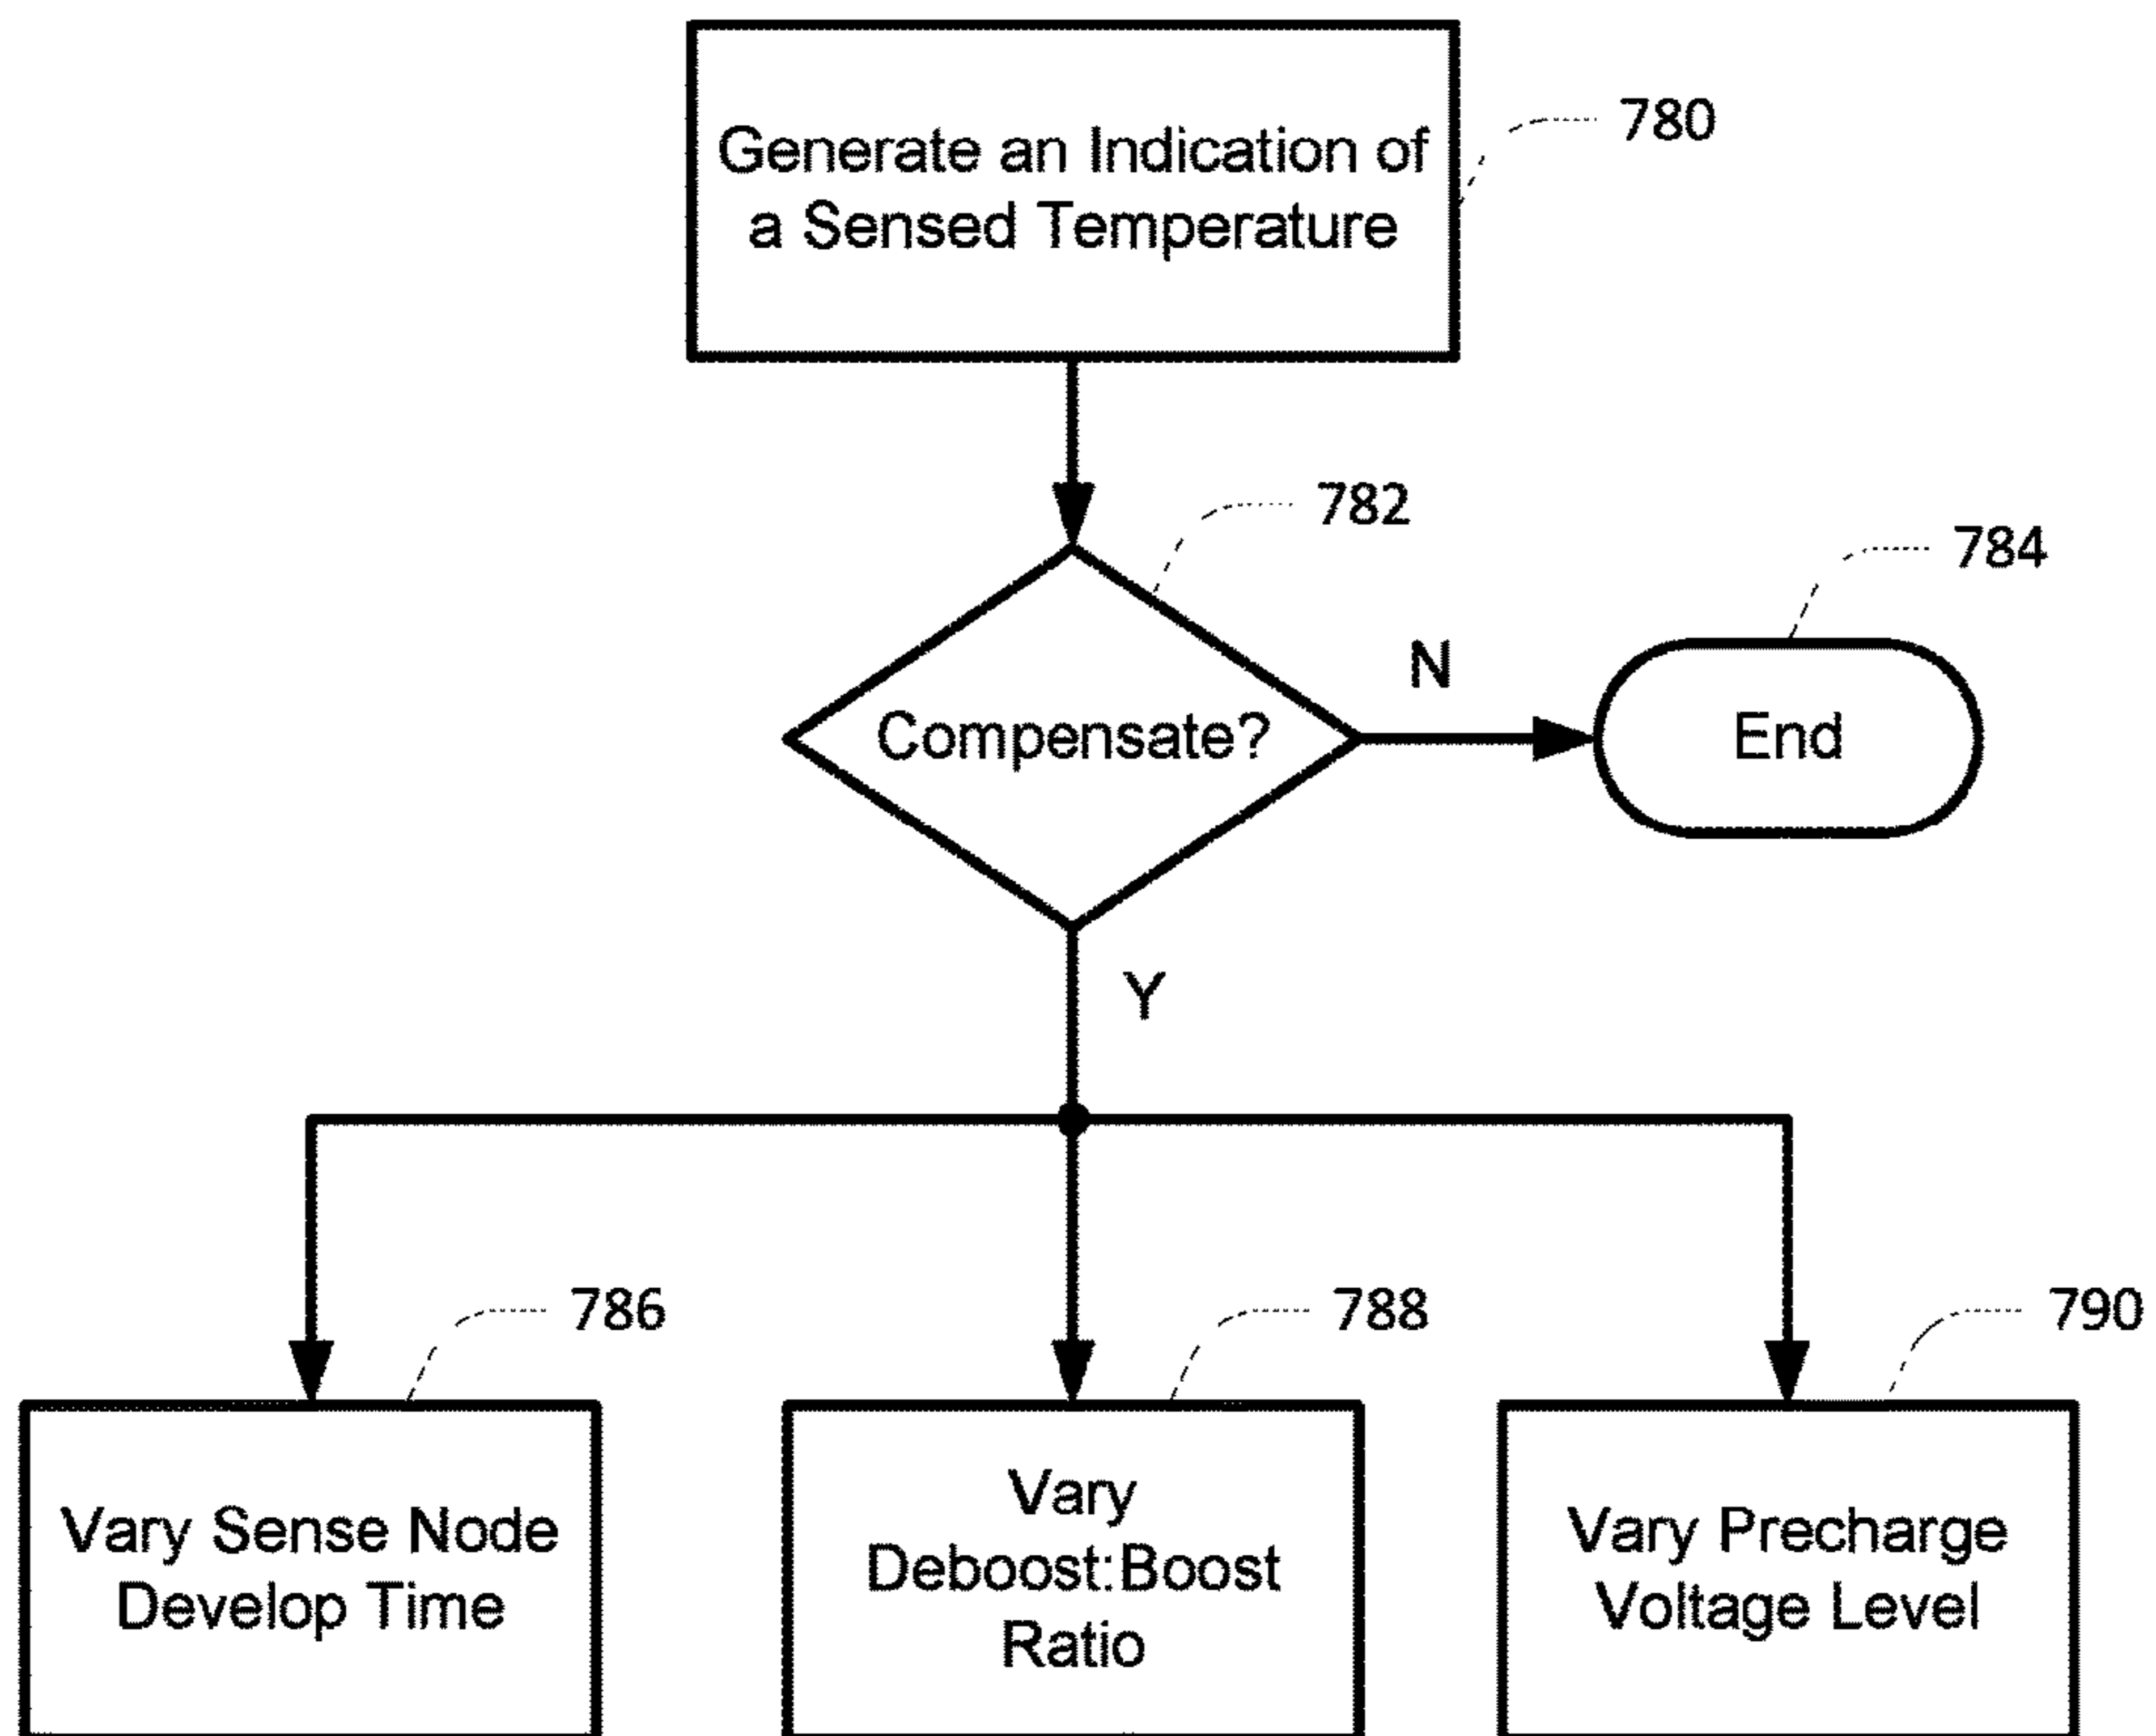 Generate an Indication of
a Sensed Temperature
780
782
784
Compensate?
N
End
Y
786
788
790
Vary Sense Node
Develop Time
Vary
Deboost:Boost
Ratio
Vary Precharge
Voltage Level